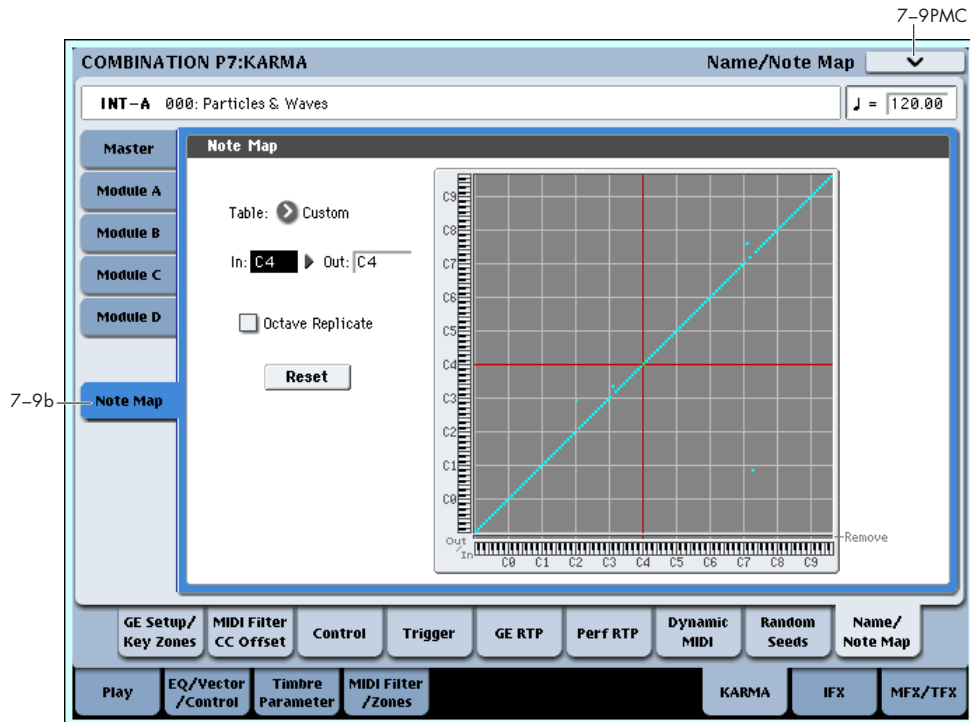 7–9PMC
COMBINATION P7:KARMA
Name/Note Map
INT–A 000: Particles & Waves
♩ = 120.00
Master
Module A
Module B
Module C
Module D
7–9b
Note Map
Note Map
Table: Custom
In: C4 Out: C4
Octave Replicate
Reset
C9
C8
C7
C6
C5
C4
C3
C2
C1
C0
Out
/In
C0 C1 C2 C3 C4 C5 C6 C7 C8 C9
Remove
GE Setup/
Key Zones
MIDI Filter
CC Offset
Control
Trigger
GE RTP
Perf RTP
Dynamic
MIDI
Random
Seeds
Name/
Note Map
Play
EQ/Vector
/Control
Timbre
Parameter
MIDI Filter
/Zones
KARMA
IFX
MFX/TFX